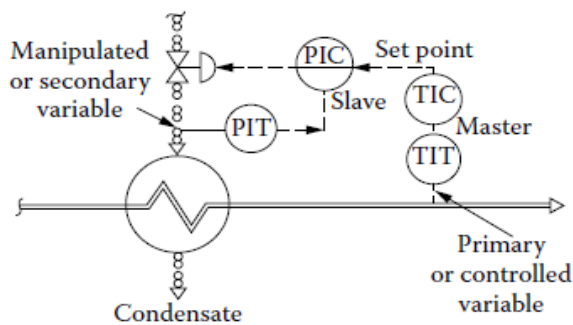 Manipulated
or secondary
variable
PIC
Set point
Slave
TIC
Master
PIT
TIT
Primary
or controlled
variable
Condensate